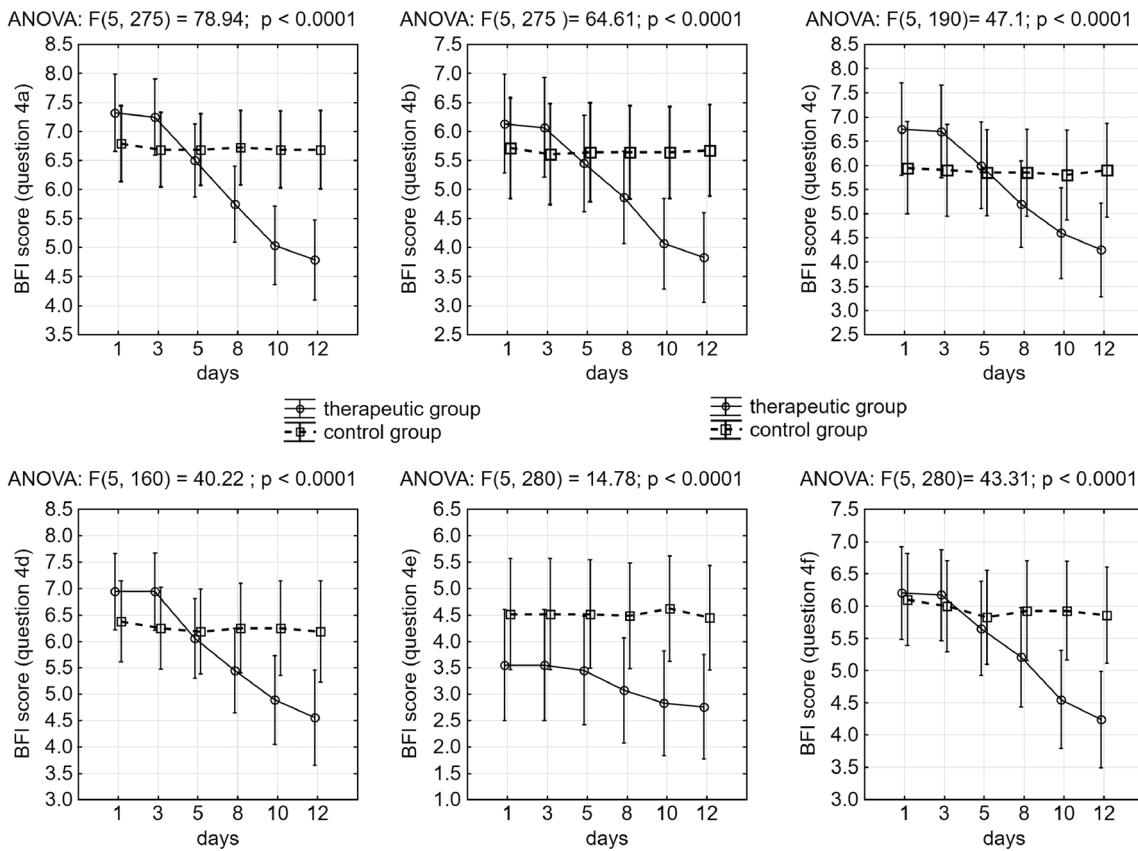 ANOVA: F(5, 275) = 78.94;  p < 0.0001
ANOVA: F(5, 275 )= 64.61; p < 0.0001
ANOVA: F(5, 190)= 47.1; p < 0.0001
BFI score (question 4a)
8.5
8.0
7.5
7.0
6.5
6.0
5.5
5.0
4.5
4.0
3.5
1 3 5 8 10 12
days
BFI score (question 4b)
8.0
7.5
7.0
6.5
6.0
5.5
5.0
4.5
4.0
3.5
3.0
2.5
1 3 5 8 10 12
days
BFI score (question 4c)
8.5
8.0
7.5
7.0
6.5
6.0
5.5
5.0
4.5
4.0
3.5
3.0
2.5
1 3 5 8 10 12
days
therapeutic group
control group
therapeutic group
control group
ANOVA: F(5, 160) = 40.22 ; p < 0.0001
ANOVA: F(5, 280) = 14.78; p < 0.0001
ANOVA: F(5, 280)= 43.31; p < 0.0001
BFI score (question 4d)
8.5
8.0
7.5
7.0
6.5
6.0
5.5
5.0
4.5
4.0
3.5
3.0
1 3 5 8 10 12
days
BFI score (question 4e)
6.5
6.0
5.5
5.0
4.5
4.0
3.5
3.0
2.5
2.0
1.5
1.0
1 3 5 8 10 12
days
BFI score (question 4f)
7.5
7.0
6.5
6.0
5.5
5.0
4.5
4.0
3.5
3.0
1 3 5 8 10 12
days